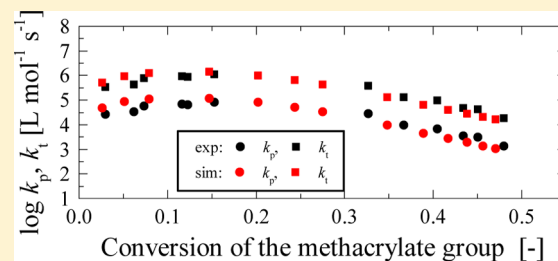 log kp, kt [L mol⁻¹ s⁻¹]
8
7
6
5
4
3
2
1
exp: kp, kt
sim: kp, kt
0.0 0.1 0.2 0.3 0.4 0.5
Conversion of the methacrylate group [-]